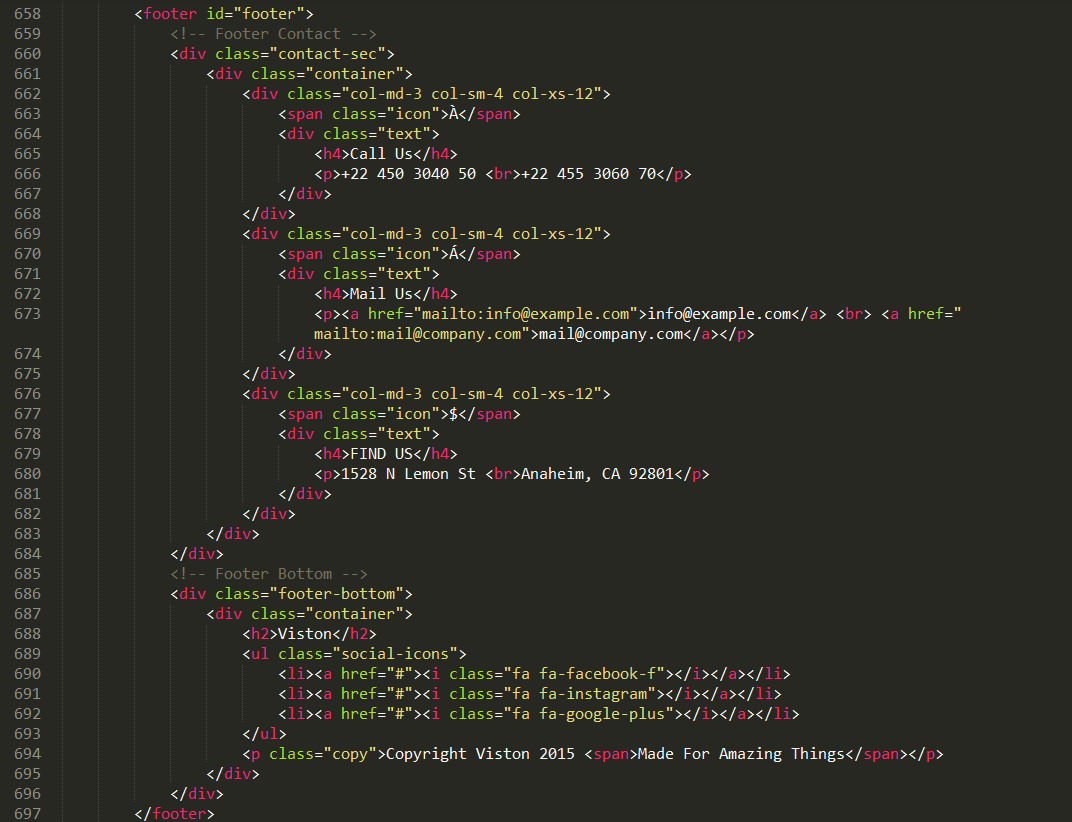 658 <footer id="footer">
659 <!-- Footer Contact -->
660 <div class="contact-sec">
661 <div class="container">
662 <div class="col-md-3 col-sm-4 col-xs-12">
663 <span class="icon">À</span>
664 <div class="text">
665 <h4>Call Us</h4>
666 <p>+22 450 3040 50 <br>+22 455 3060 70</p>
667 </div>
668 </div>
669 <div class="col-md-3 col-sm-4 col-xs-12">
670 <span class="icon">Á</span>
671 <div class="text">
672 <h4>Mail Us</h4>
673 <p><a href="mailto:info@example.com">info@example.com</a> <br> <a href="
mailto:mail@company.com">mail@company.com</a></p>
674 </div>
675 </div>
676 <div class="col-md-3 col-sm-4 col-xs-12">
677 <span class="icon">$</span>
678 <div class="text">
679 <h4>FIND US</h4>
680 <p>1528 N Lemon St <br>Anaheim, CA 92801</p>
681 </div>
682 </div>
683 </div>
684 </div>
685 <!-- Footer Bottom -->
686 <div class="footer-bottom">
687 <div class="container">
688 <h2>Viston</h2>
689 <ul class="social-icons">
690 <li><a href="#"><i class="fa fa-facebook-f"></i></a></li>
691 <li><a href="#"><i class="fa fa-instagram"></i></a></li>
692 <li><a href="#"><i class="fa fa-google-plus"></i></a></li>
693 </ul>
694 <p class="copy">Copyright Viston 2015 <span>Made For Amazing Things</span></p>
695 </div>
696 </div>
697 </footer>